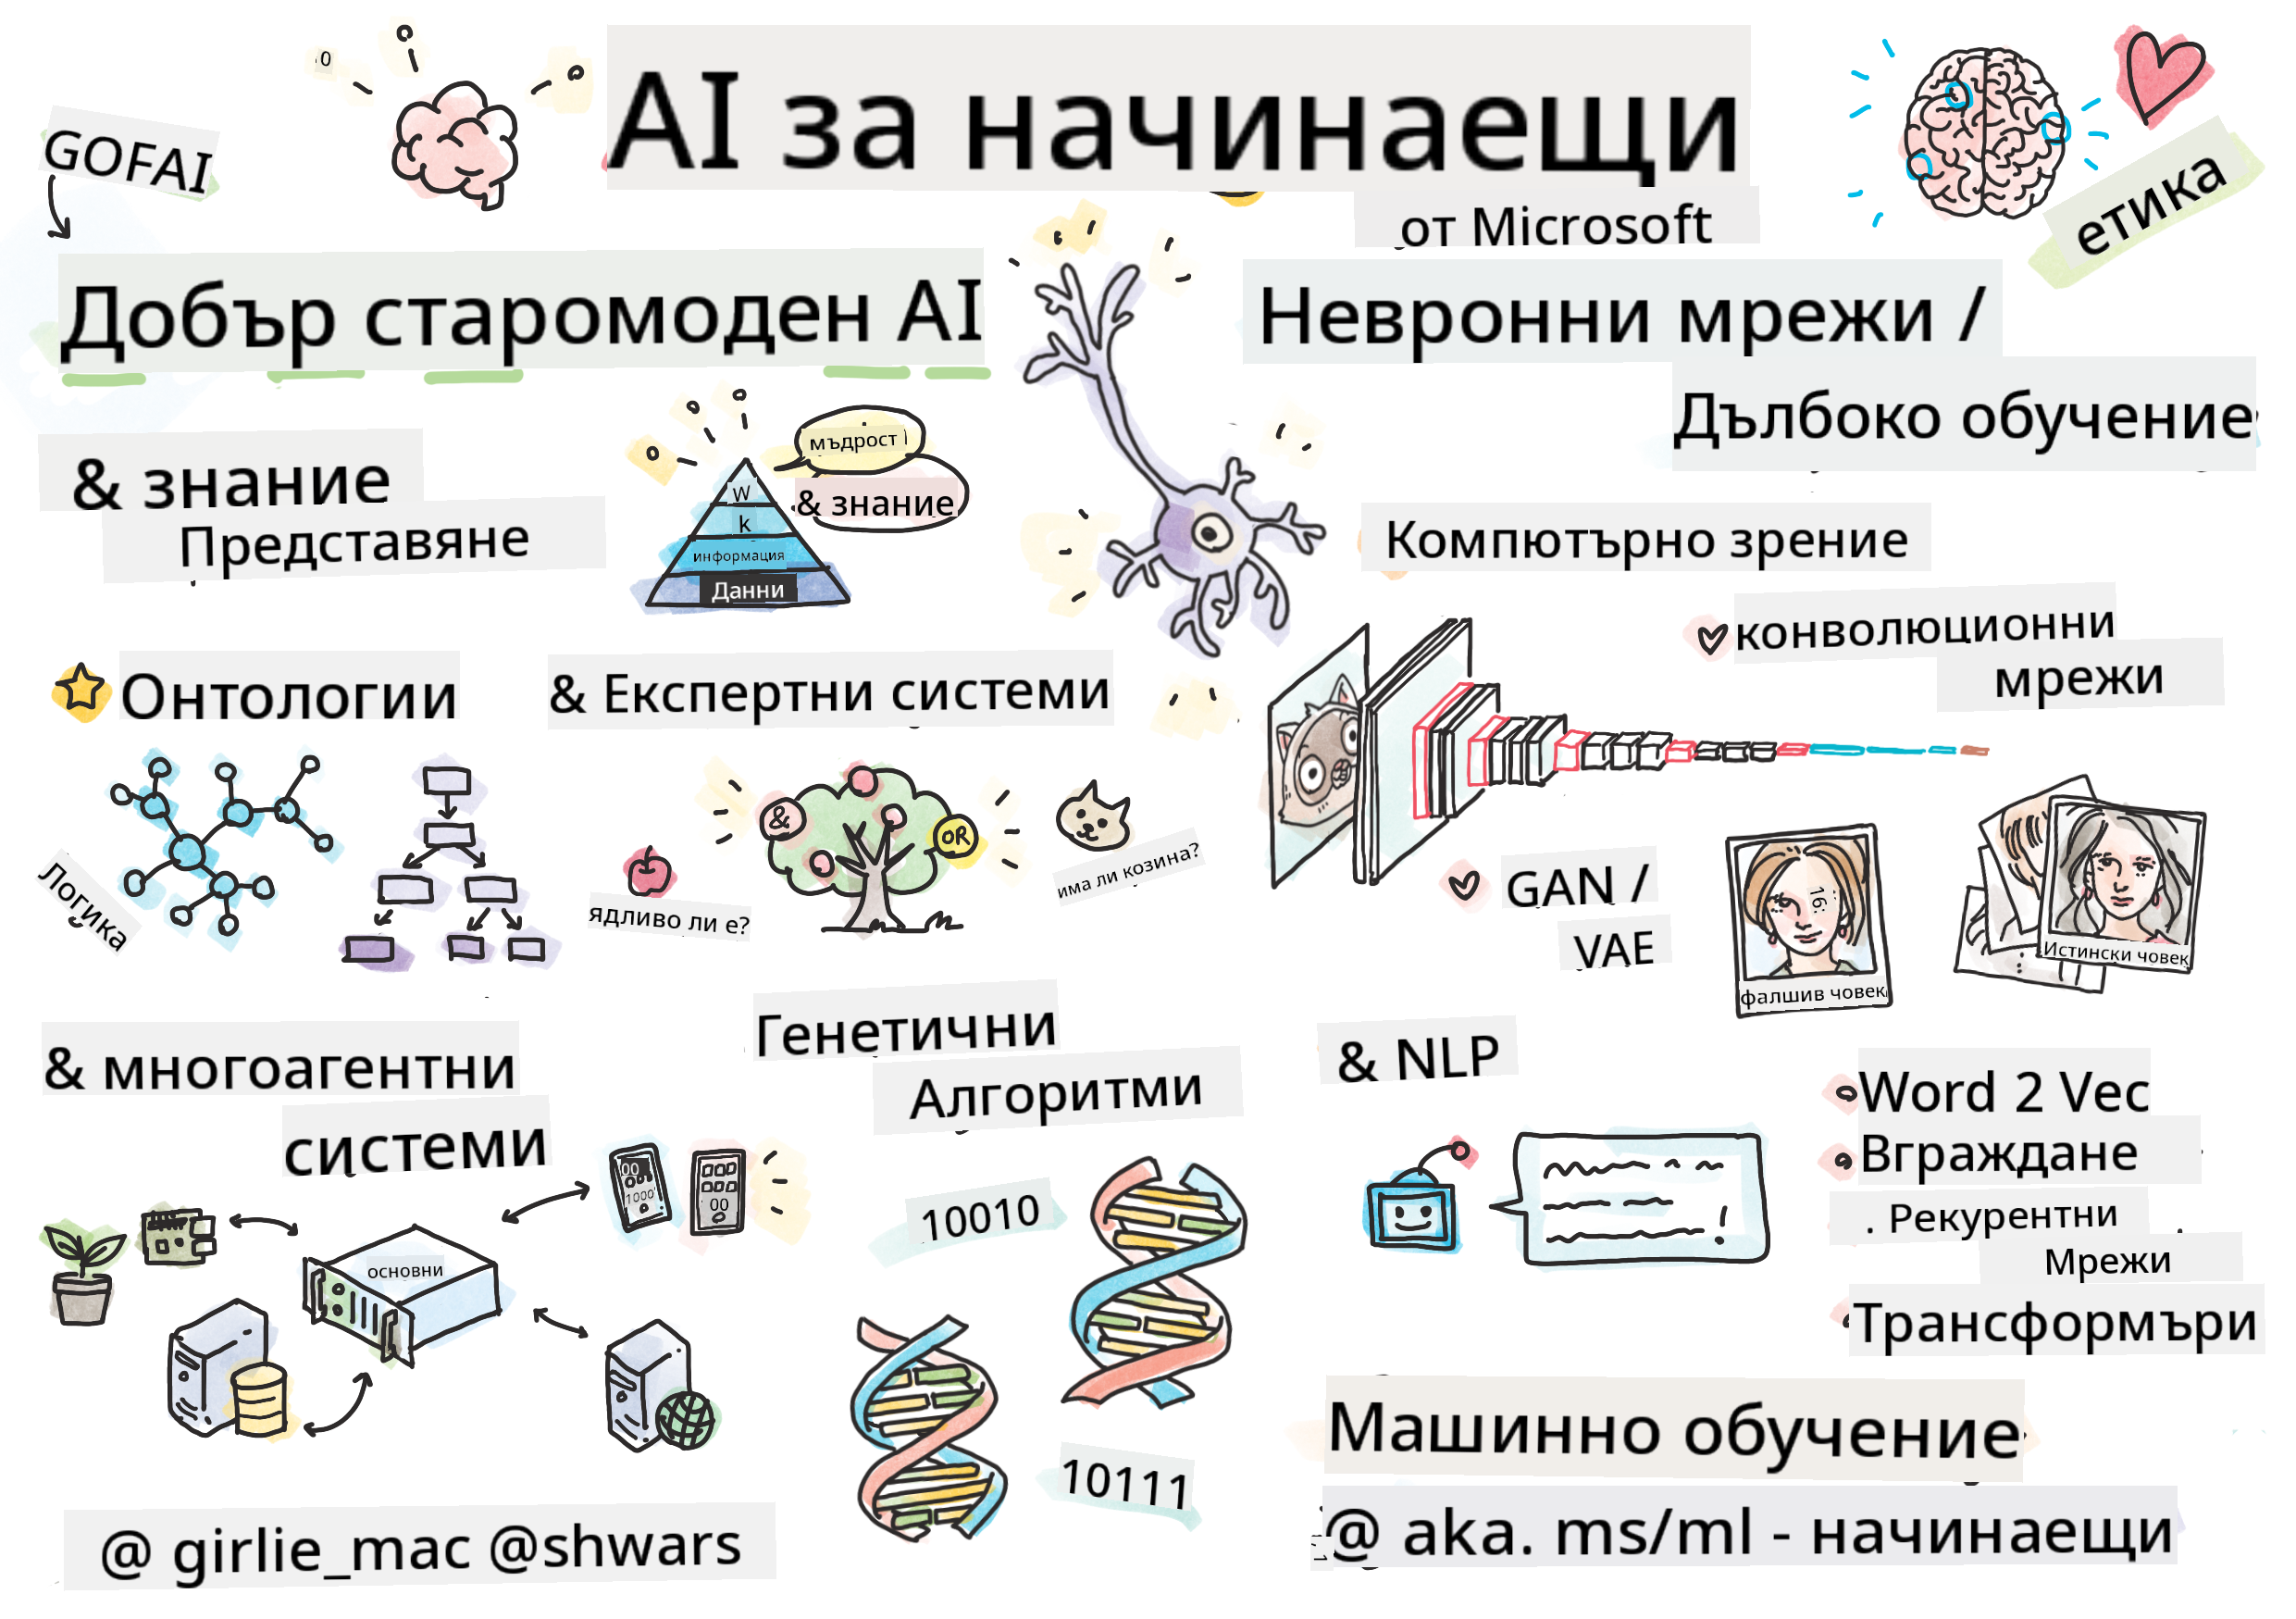 AI за начинаещи
от Microsoft
GOFAI
етика
Добър старомоден AI
& знание
Представяне
мъдрост
& знание
W
k
информация
Данни
Онтологии
& Експертни системи
Логика
&
OR
ядливо ли е?
има ли козина?
& многоагентни
системи
основни
00
1000
00
Генетични
Алгоритми
10010
10111
Невронни мрежи /
Дълбоко обучение
Компютърно зрение
конволюционни
мрежи
GAN /
VAE
16:
фалшив човек
Истински човек
& NLP
Word 2 Vec
Вграждане
. Рекурентни
Мрежи
Трансформъри
Машинно обучение
@ aka. ms/ml - начинаещи
@ girlie_mac @shwars